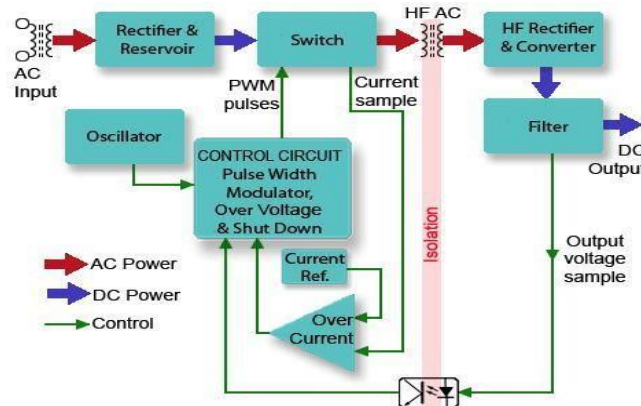 AC
Input
Rectifier &
Reservoir
Switch
HF AC
HF Rectifier
& Converter
PWM
pulses
Current
sample
Oscillator
Filter
DC
Output
CONTROL CIRCUIT
Pulse Width
Modulator,
Over Voltage
& Shut Down
Isolation
Current
Ref.
Output
voltage
sample
AC Power
DC Power
Control
Over
Current